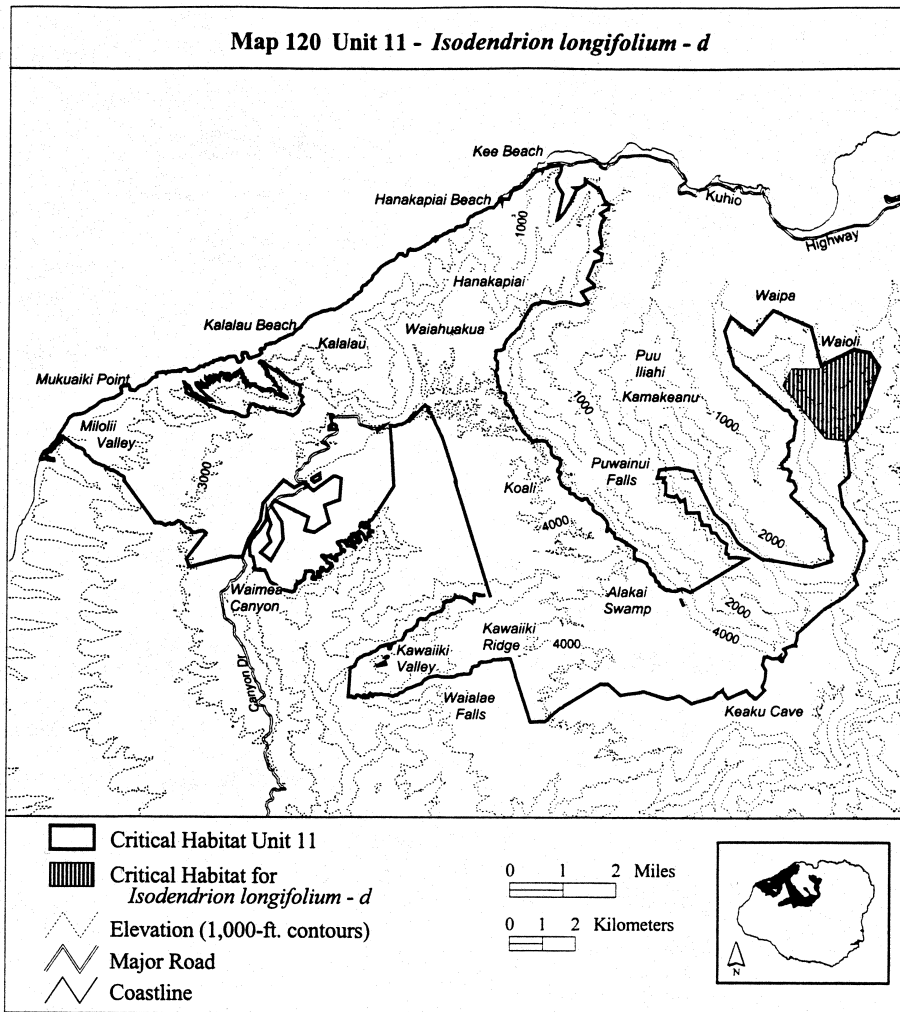 Map 120 Unit 11 - Isodendrion longifolium - d
Kee Beach
Hanakapiai Beach
Kuhio
Highway
1000
Hanakapiai
Waipa
Kalalau Beach
Waiahuakua
Kalalau
Waioli
Puu
Iliahi
Mukuaiki Point
Kamakeanu
1000
1000
Milolii
Valley
3000
Puwainui
Falls
Koali
4000
2000
Waimea
Canyon
Alakai
Swamp
2000
4000
Kawaiiki
Ridge
4000
Kawaiiki
Valley
Canyon Dr
Waialae
Falls
Keaku Cave
Critical Habitat Unit 11
Critical Habitat for
Isodendrion longifolium - d
Elevation (1,000-ft. contours)
Major Road
Coastline
0 1 2 Miles
0 1 2 Kilometers
N